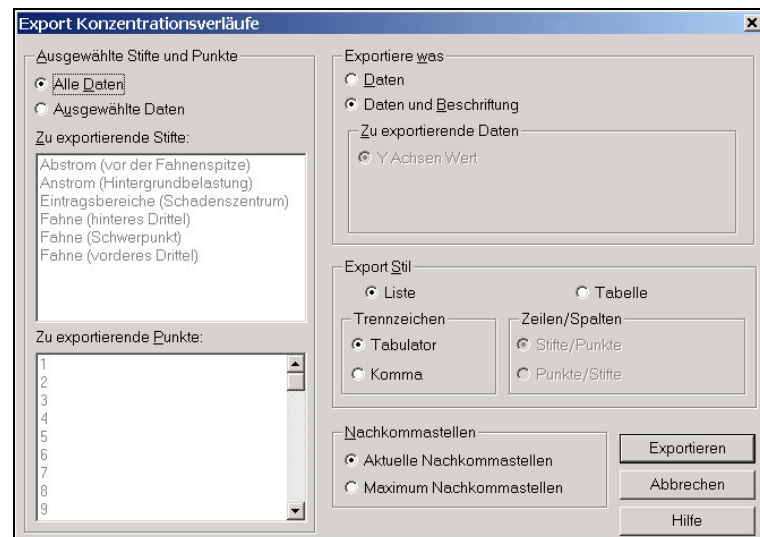 Export Konzentrationsverläufe
Ausgewählte Stifte und Punkte
Alle Daten
Ausgewählte Daten
Zu exportierende Stifte:
Abstrom (vor der Fahnenspitze)
Anstrom (Hintergrundbelastung)
Eintragsbereiche (Schadenszentrum)
Fahne (hinteres Drittel)
Fahne (Schwerpunkt)
Fahne (vorderes Drittel)
Zu exportierende Punkte:
1
2
3
4
5
6
7
8
9
Exportiere was
Daten
Daten und Beschriftung
Zu exportierende Daten
Y Achsen Wert
Export Stil
Liste
Tabelle
Trennzeichen
Tabulator
Komma
Zeilen/Spalten
Stifte/Punkte
Punkte/Stifte
Nachkommastellen
Aktuelle Nachkommastellen
Maximum Nachkommastellen
Exportieren
Abbrechen
Hilfe